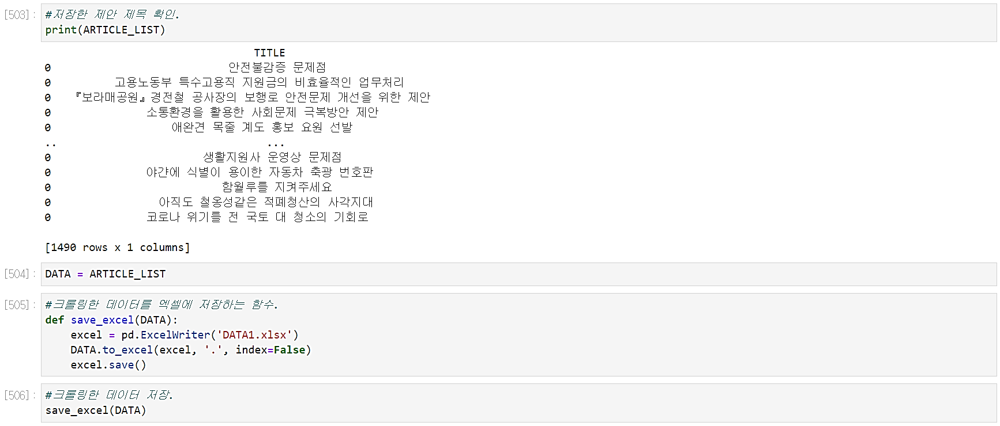 [503]:
#저장한 제안 제목 확인.
print(ARTICLE_LIST)
TITLE
0 안전불감증 문제점
0 고용노동부 특수고용직 지원금의 비효율적인 업무처리
0 『보라매공원』경전철 공사장의 보행로 안전문제 개선을 위한 제안
0 소통환경을 활용한 사회문제 극복방안 제안
0 애완견 목줄 계도 홍보 요원 선발
.. ...
0 생활지원사 운영상 문제점
0 야간에 식별이 용이한 자동차 축광 번호판
0 함월루를 지켜주세요
0 아직도 철옹성같은 적폐청산의 사각지대
0 코로나 위기를 전 국토 대 청소의 기회로
[1490 rows x 1 columns]
[504]:
DATA = ARTICLE_LIST
[505]:
#크롤링한 데이터를 엑셀에 저장하는 함수.
def save_excel(DATA):
    excel = pd.ExcelWriter('DATA1.xlsx')
    DATA.to_excel(excel, '.', index=False)
    excel.save()
[506]:
#크롤링한 데이터 저장.
save_excel(DATA)